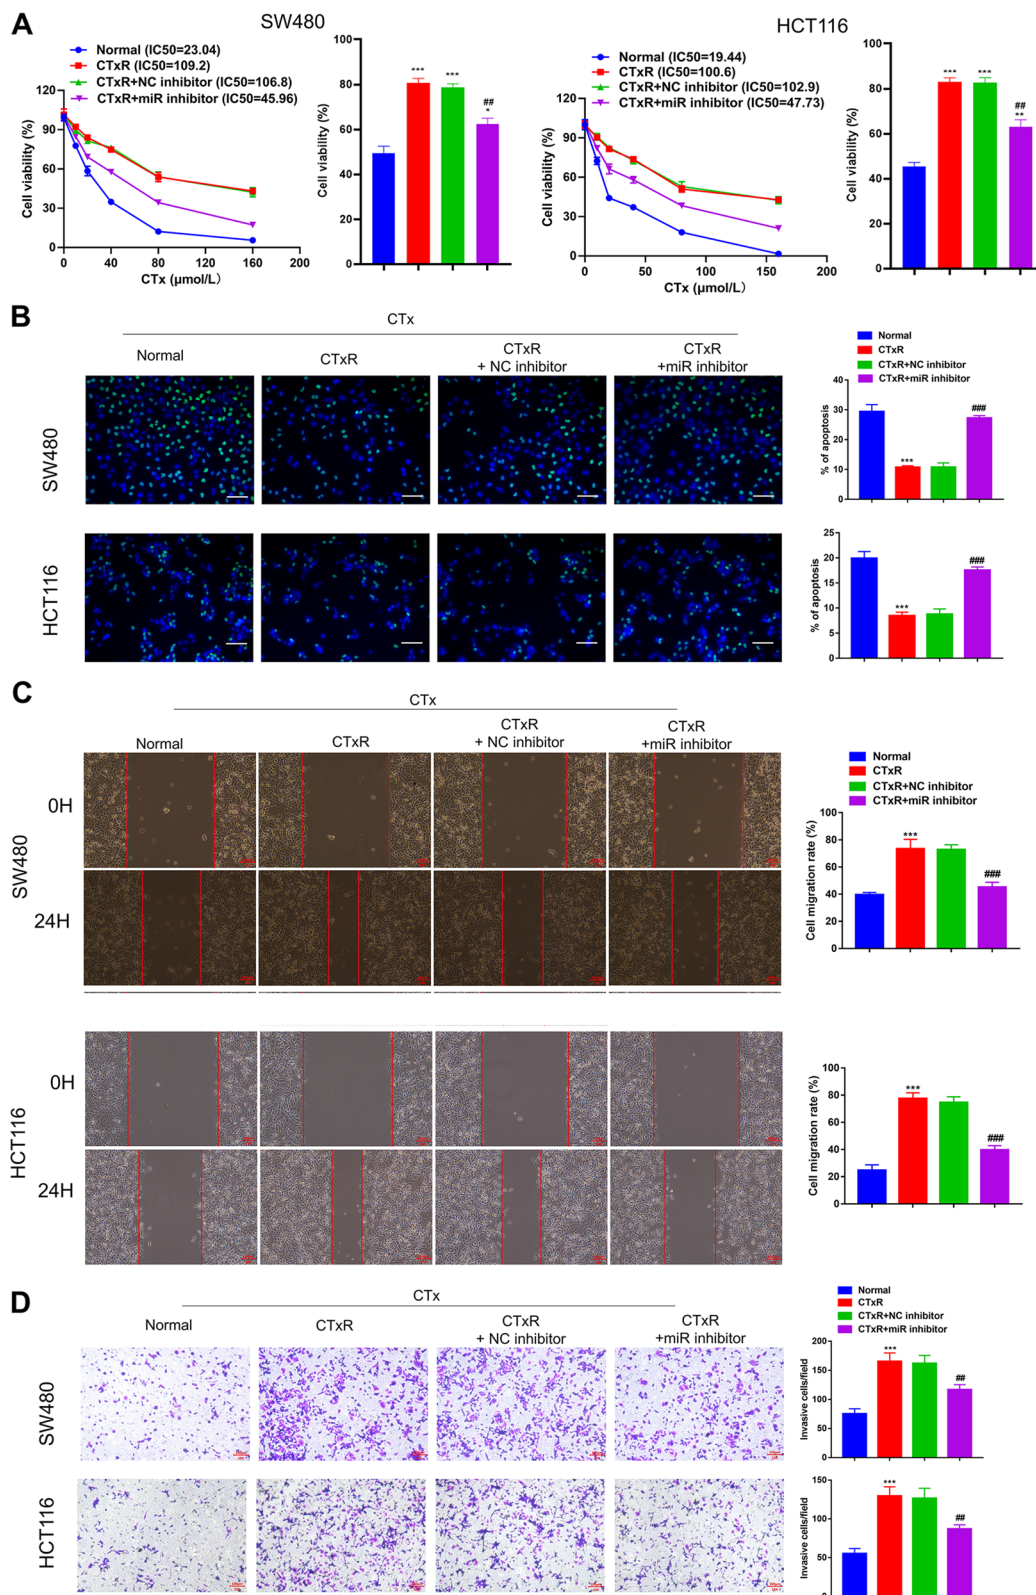 A
SW480
HCT116
Normal (IC50=23.04)
CTxR (IC50=109.2)
CTxR+NC inhibitor (IC50=106.8)
CTxR+miR inhibitor (IC50=45.96)
120
90
60
30
0
Cell viability (%)
0 40 80 120 160 200
CTx (μmol/L)
100
80
60
40
20
0
Cell viability (%)
***
***
##
*
Normal (IC50=19.44)
CTxR (IC50=100.6)
CTxR+NC inhibitor (IC50=102.9)
CTxR+miR inhibitor (IC50=47.73)
120
90
60
30
0
Cell viability (%)
0 50 100 150 200
CTx (μmol/L)
100
80
60
40
20
0
Cell viability (%)
***
***
##
**
B
CTx
Normal
CTxR
CTxR
+ NC inhibitor
CTxR
+miR inhibitor
SW480
HCT116
Normal
CTxR
CTxR+NC inhibitor
CTxR+miR inhibitor
40
30
20
10
0
% of apoptosis
***
###
25
20
15
10
5
0
% of apoptosis
***
###
C
CTx
Normal
CTxR
CTxR
+ NC inhibitor
CTxR
+miR inhibitor
SW480
0H
24H
HCT116
0H
24H
Normal
CTxR
CTxR+NC inhibitor
CTxR+miR inhibitor
100
80
60
40
20
0
Cell migration rate (%)
***
###
100
80
60
40
20
0
Cell migration rate (%)
***
###
D
CTx
Normal
CTxR
CTxR
+ NC inhibitor
CTxR
+miR inhibitor
SW480
HCT116
Normal
CTxR
CTxR+NC inhibitor
CTxR+miR inhibitor
200
150
100
50
0
Invasive cells/field
***
##
150
100
50
0
Invasive cells/field
***
##